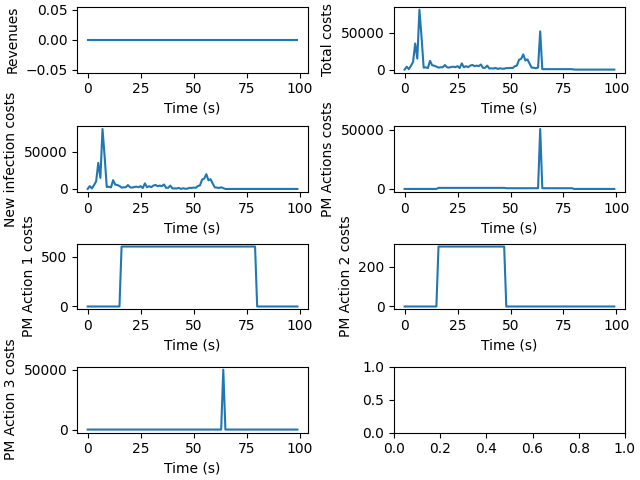 Revenues
0.05
0.00
−0.05
0 25 50 75 100
Time (s)
Total costs
50000
0
0 25 50 75 100
Time (s)
New infection costs
50000
0
0 25 50 75 100
Time (s)
PM Actions costs
50000
0
0 25 50 75 100
Time (s)
PM Action 1 costs
500
0
0 25 50 75 100
Time (s)
PM Action 2 costs
200
0
0 25 50 75 100
Time (s)
PM Action 3 costs
50000
0
0 25 50 75 100
Time (s)
1.0
0.5
0.0
0.0 0.2 0.4 0.6 0.8 1.0